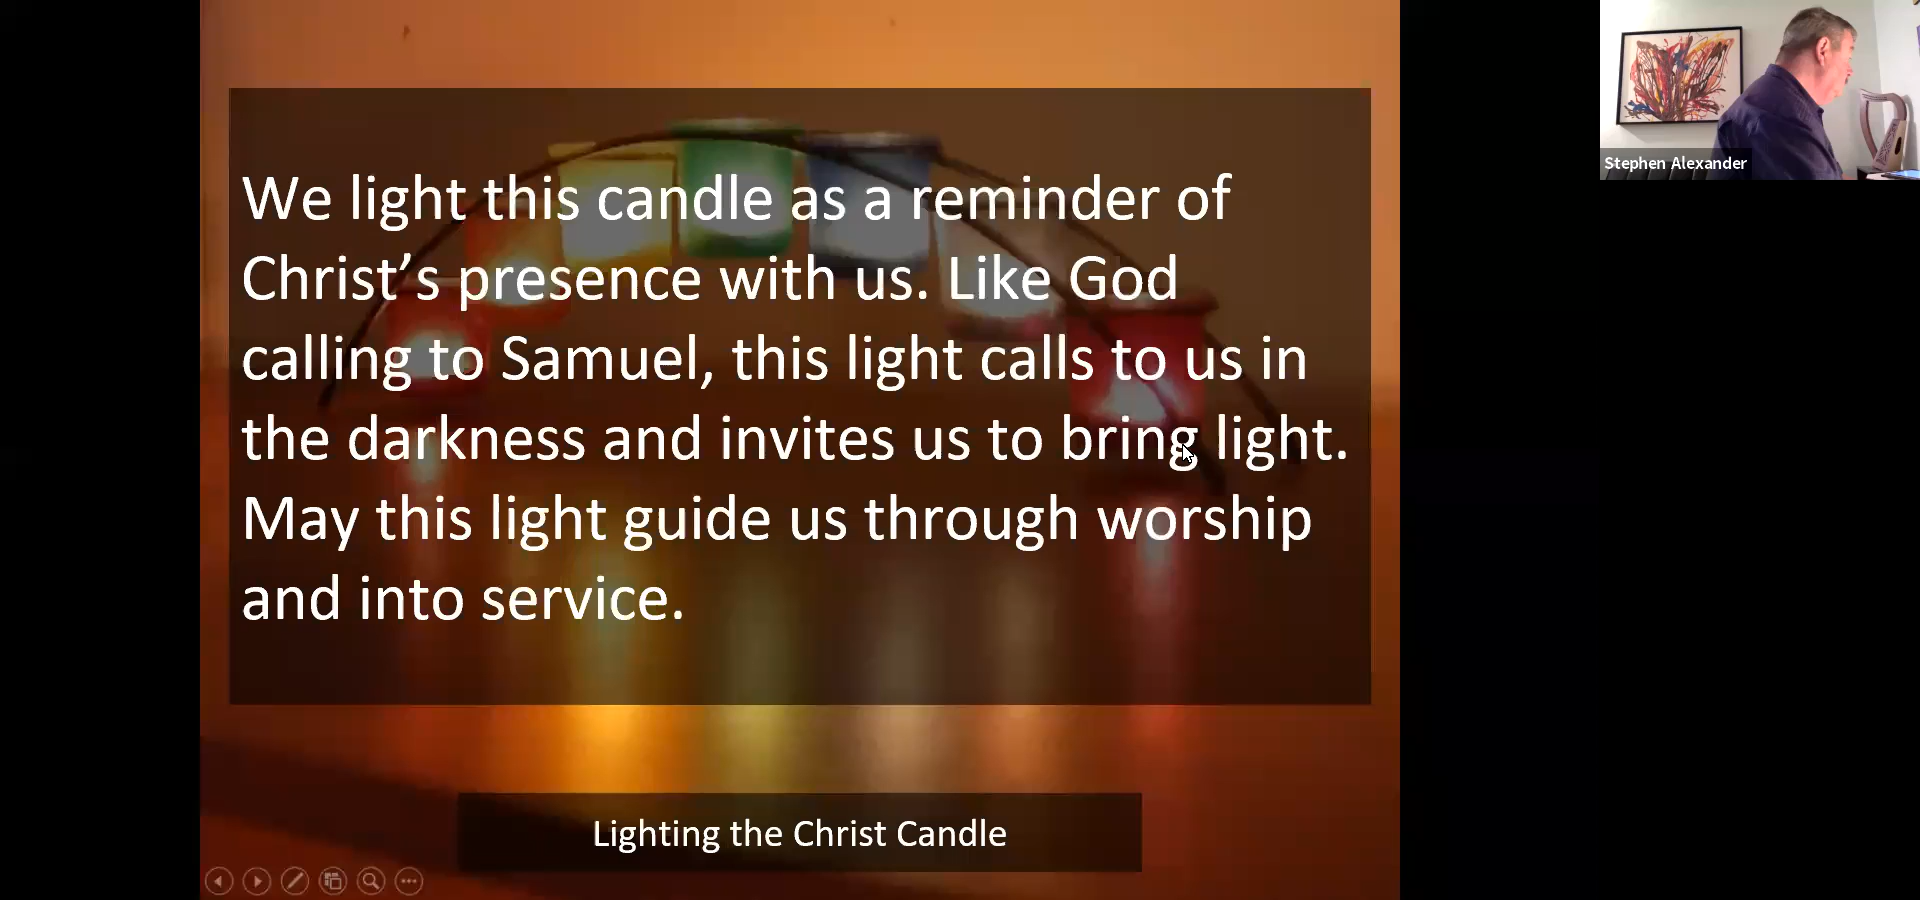 We light this candle as a reminder of
Christ’s presence with us. Like God
calling to Samuel, this light calls to us in
the darkness and invites us to bring light.
May this light guide us through worship
and into service.
Lighting the Christ Candle
Stephen Alexander